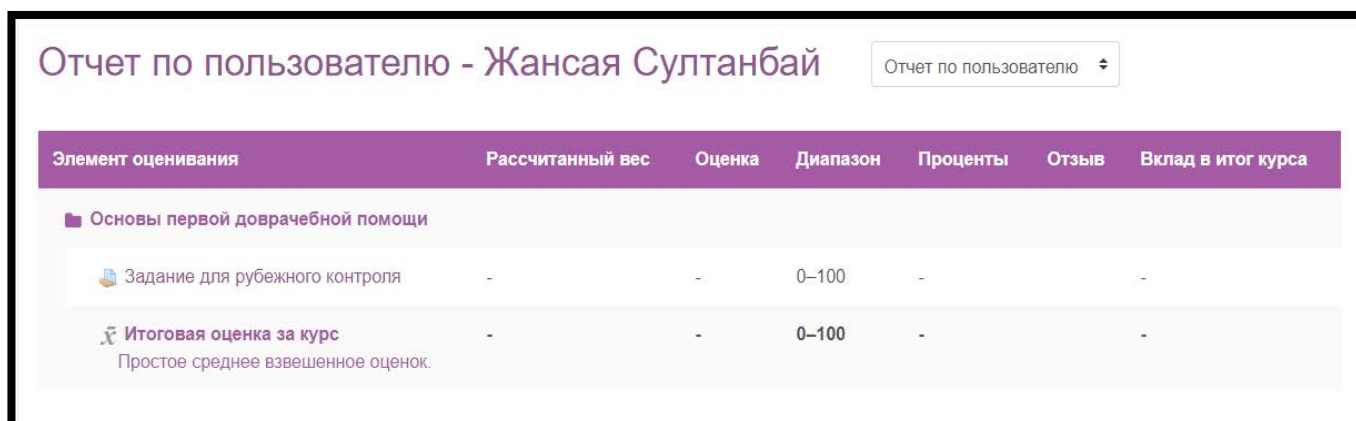 Отчет по пользователю - Жансая Султанбай Отчет по пользователю
Элемент оценивания Рассчитанный вес Оценка Диапазон Проценты Отзыв Вклад в итог курса
Основы первой доврачебной помощи
Задание для рубежного контроля - - 0–100 - -
x̄ Итоговая оценка за курс - - 0–100 - -
Простое среднее взвешенное оценок.